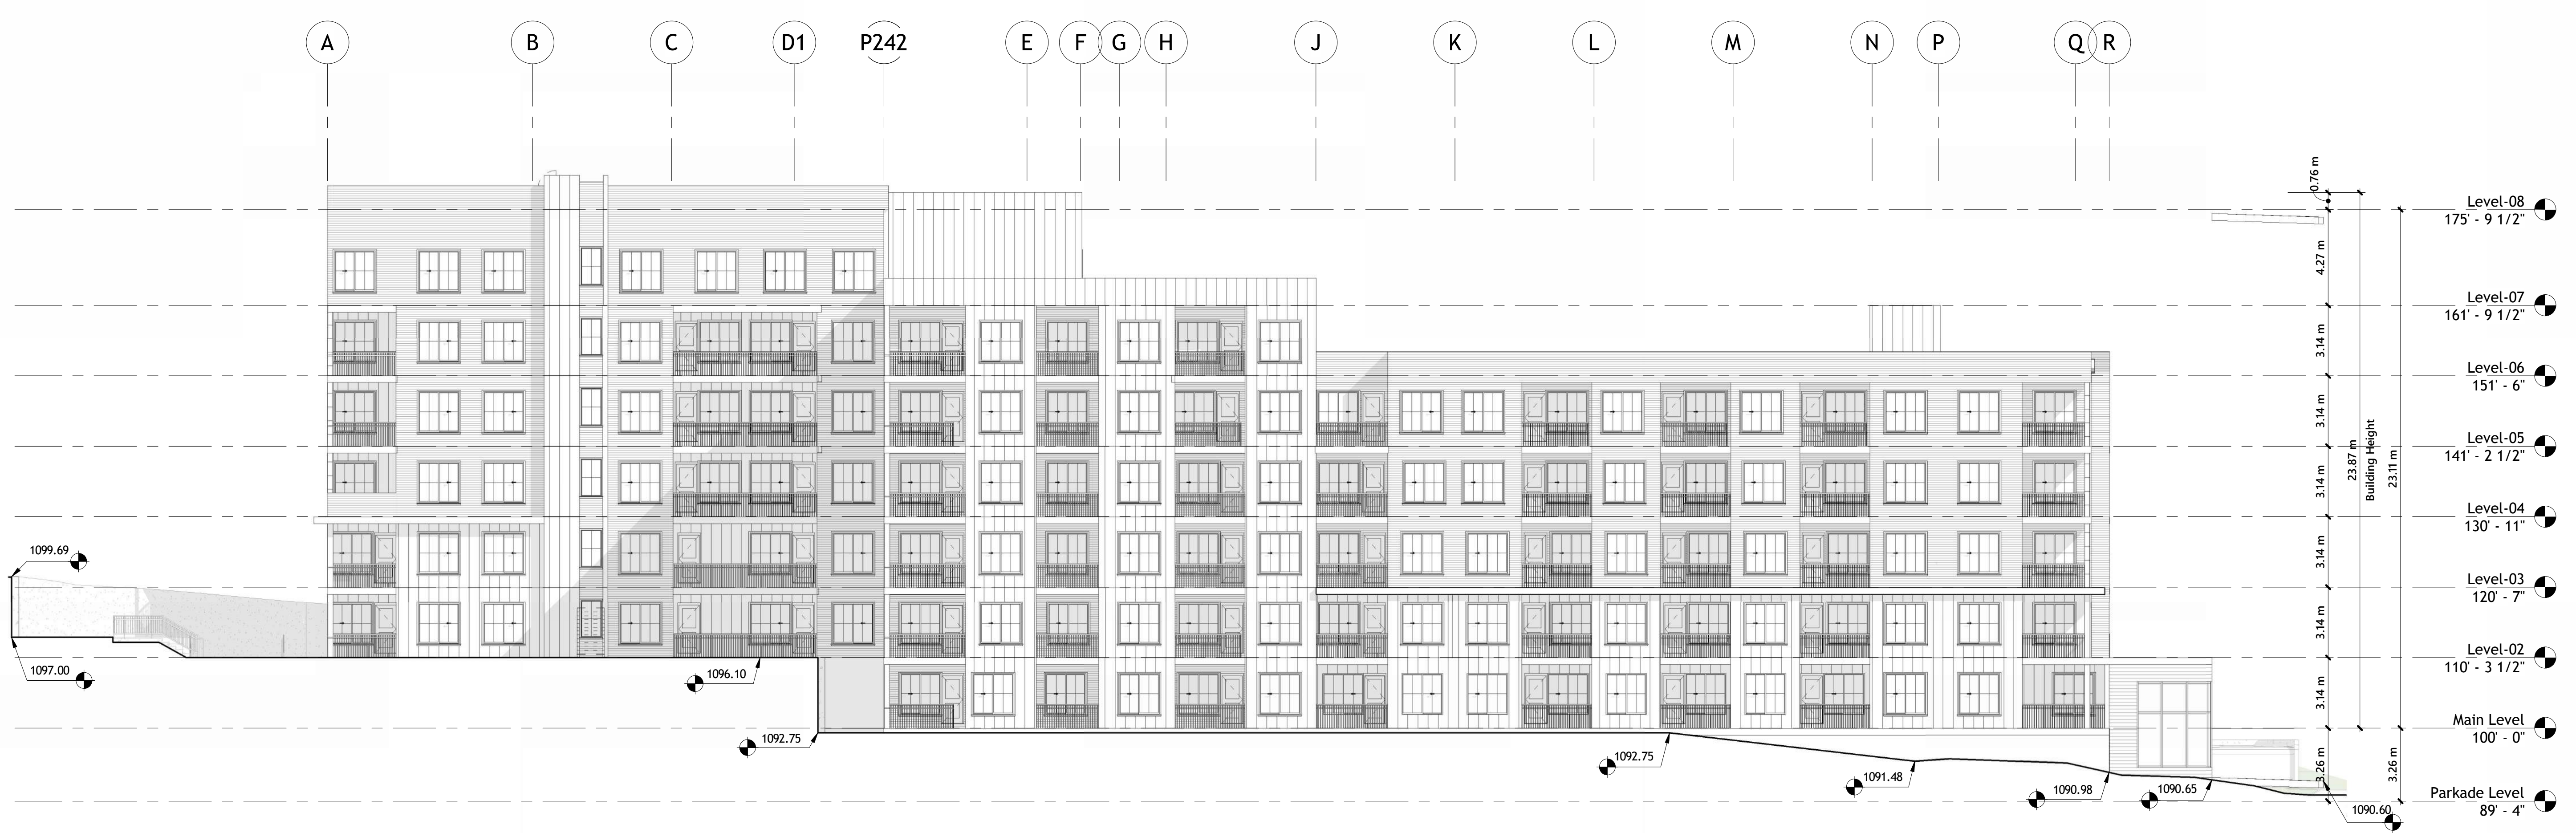 A B C D1 P242 E F G H J K L M N P Q R
0.76 m
Level-08
175' - 9 1/2"
4.27 m
Level-07
161' - 9 1/2"
3.14 m
Level-06
151' - 6"
3.14 m
Level-05
141' - 2 1/2"
23.87 m
Building Height
23.11 m
3.14 m
Level-04
130' - 11"
3.14 m
Level-03
120' - 7"
3.14 m
Level-02
110' - 3 1/2"
3.14 m
Main Level
100' - 0"
3.26 m
3.26 m
Parkade Level
89' - 4"
1099.69
1097.00
1096.10
1092.75
1092.75
1091.48
1090.98
1090.65
1090.60